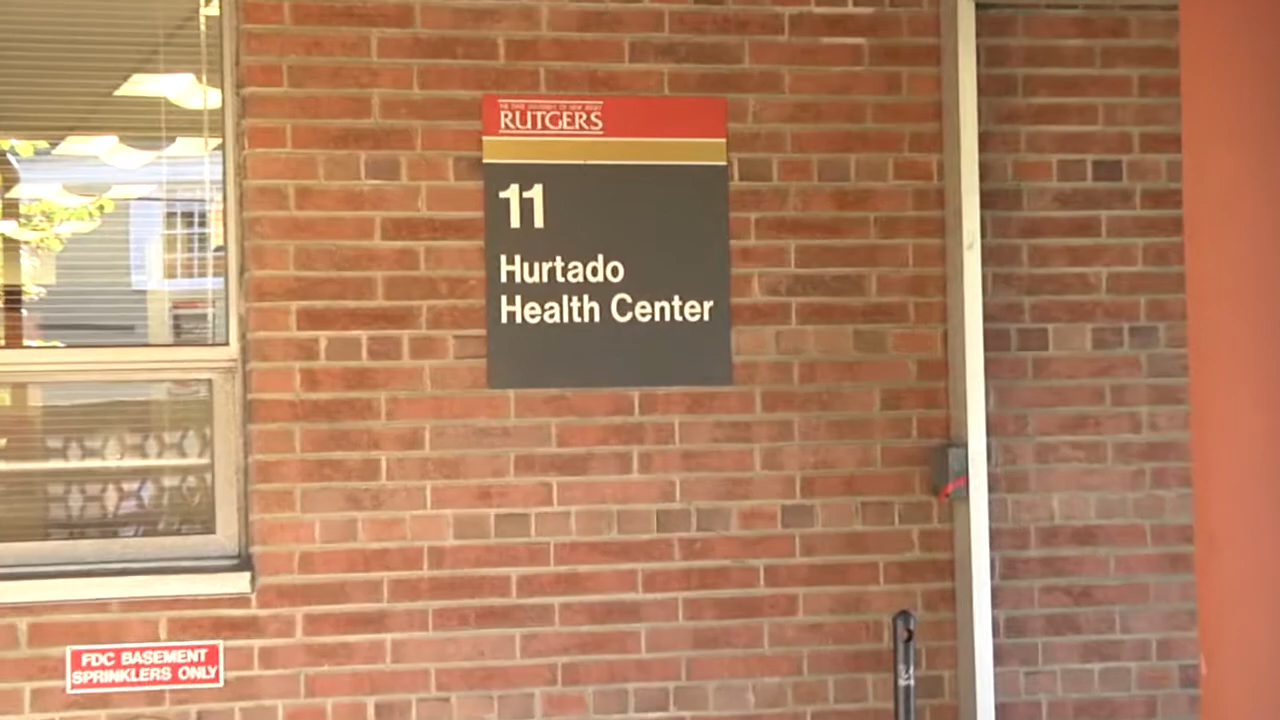 THE STATE UNIVERSITY OF NEW JERSEY
RUTGERS
11
Hurtado
Health Center
FDC BASEMENT
SPRINKLERS ONLY